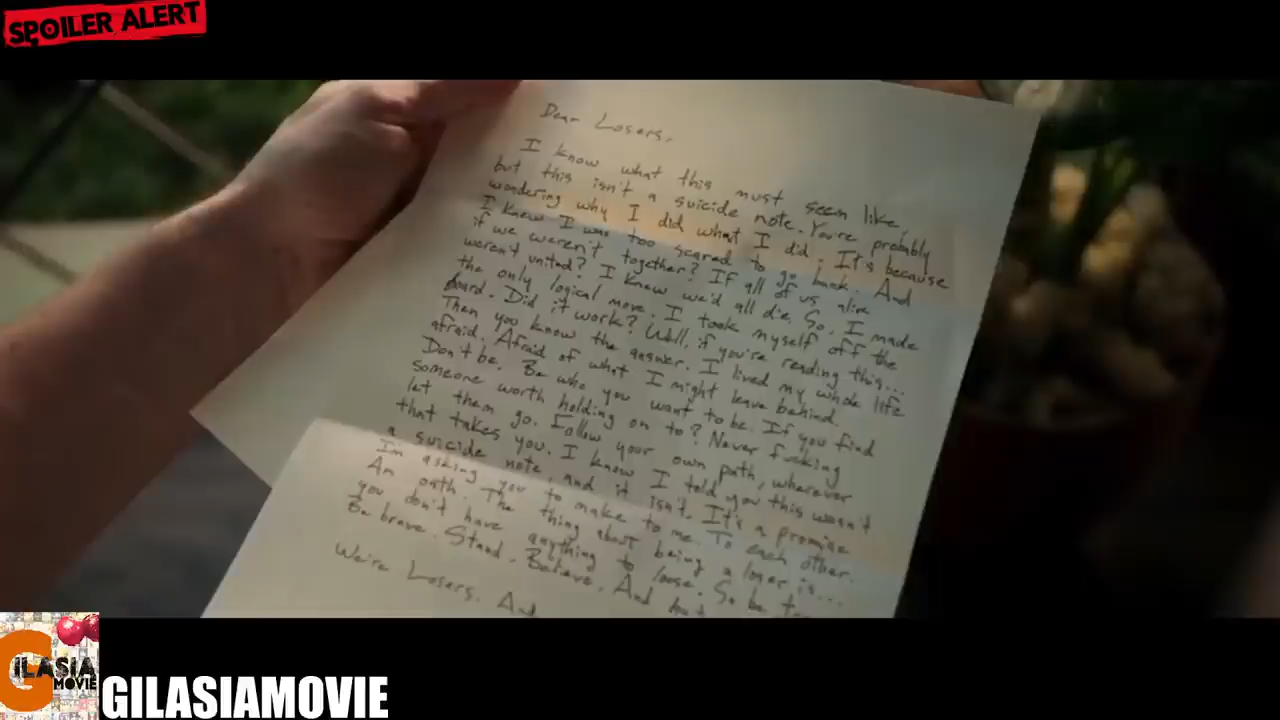 SPOILER ALERT
Dear Losers,
I know what this must seem like,
but this isn't a suicide note. You're probably
wondering why I did what I did. It's because
I knew I was too scared to go back. And
if we weren't together? If all of us alive
weren't united? I knew we'd all die. So, I made
the only logical move. I took myself off the
board. Did it work? Well, if you're reading this...
Then you know the answer. I lived my whole life
afraid. Afraid of what I might leave behind.
Don't be. Be who you want to be. If you find
someone worth holding on to? Never fucking
let them go. Follow your own path, wherever
that takes you. I know I told you this wasn't
a suicide note, and it isn't. It's a promise
I'm asking you to make to me. To each other.
An oath. The thing about being a loser is...
you don't have anything to loose. So be
Be brave. Stand. Believe. And
We're Losers. And
GILASIA
MOVIE
GILASIAMOVIE